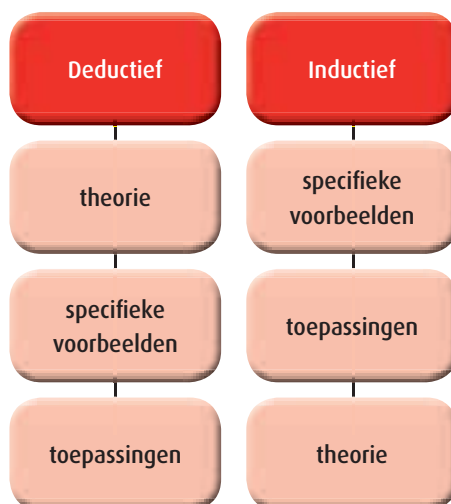 Deductief
theorie
specifieke
voorbeelden
toepassingen
Inductief
specifieke
voorbeelden
toepassingen
theorie